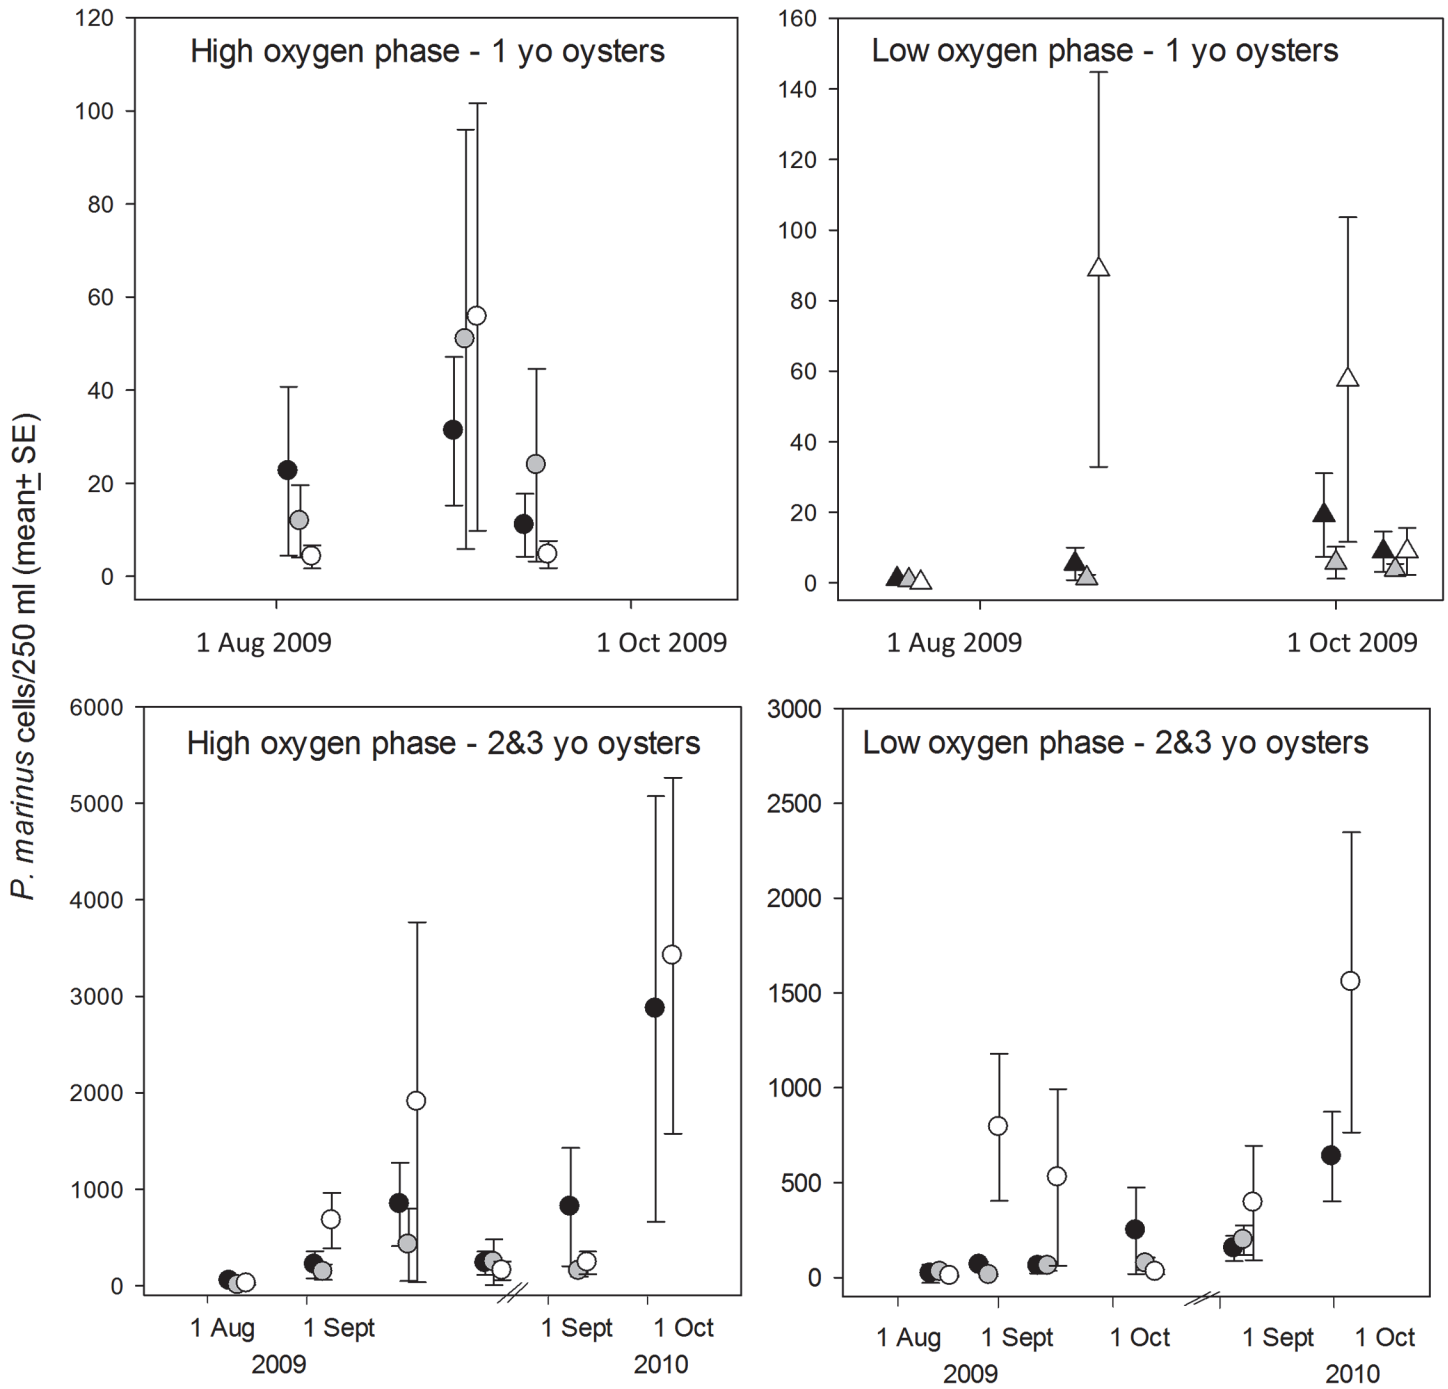 P. marinus cells/250 ml (mean± SE)
High oxygen phase - 1 yo oysters
120
100
80
60
40
20
0
1 Aug 2009
1 Oct 2009
Low oxygen phase - 1 yo oysters
160
140
120
100
80
60
40
20
0
1 Aug 2009
1 Oct 2009
High oxygen phase - 2&3 yo oysters
6000
5000
4000
3000
2000
1000
0
1 Aug
1 Sept
1 Sept
1 Oct
2009
2010
Low oxygen phase - 2&3 yo oysters
3000
2500
2000
1500
1000
500
0
1 Aug
1 Sept
1 Oct
1 Sept
1 Oct
2009
2010